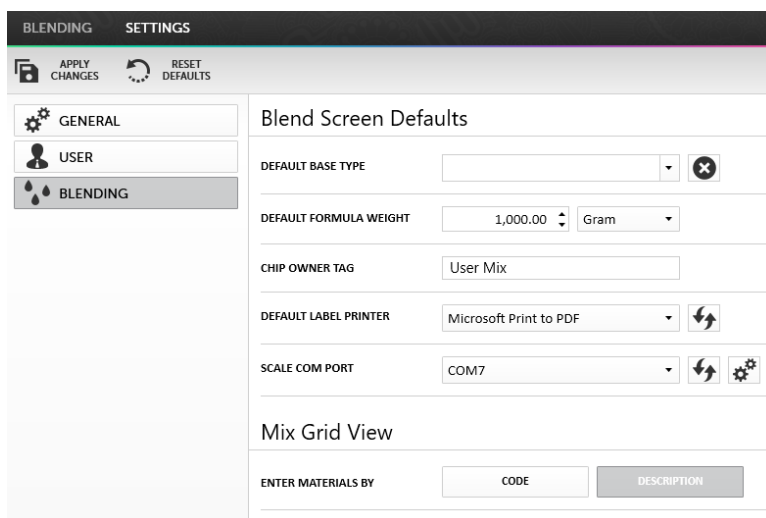 BLENDING SETTINGS
APPLY CHANGES RESET DEFAULTS
GENERAL
USER
BLENDING
Blend Screen Defaults
DEFAULT BASE TYPE
DEFAULT FORMULA WEIGHT 1,000.00 Gram
CHIP OWNER TAG User Mix
DEFAULT LABEL PRINTER Microsoft Print to PDF
SCALE COM PORT COM7
Mix Grid View
ENTER MATERIALS BY CODE DESCRIPTION